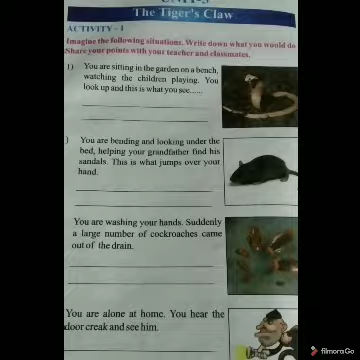 UNIT-5
The Tiger's Claw
ACTIVITY - I
Imagine the following situations. Write down what you would do
Share your points with your teacher and classmates.
1) You are sitting in the garden on a bench,
watching the children playing. You
look up and this is what you see......
) You are bending and looking under the
bed, helping your grandfather find his
sandals. This is what jumps over your
hand.
You are washing your hands. Suddenly
a large number of cockroaches came
out of the drain.
You are alone at home. You hear the
door creak and see him.
filmoraGo